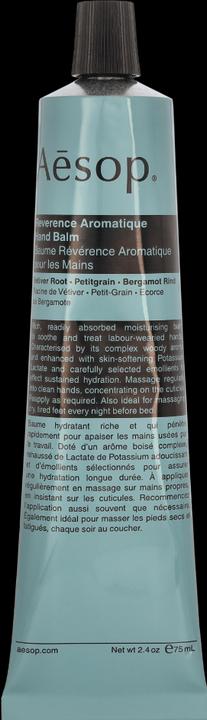 Aēsop®
Reverence Aromatique
Hand Balm
Baume Révérence Aromatique
pour les Mains
Vetiver Root • Petitgrain • Bergamot Rind
Racine de Vétiver • Petit-Grain • Ecorce
de Bergamote
Rich, readily absorbed moisturising balm
to soothe and treat labour-wearied hands.
Characterised by its complex woody aroma
and enhanced with skin-softening Potassium
Lactate and carefully selected emollients to
effect sustained hydration. Massage regularly
into clean hands, concentrating on the cuticles.
Reapply as required. Also ideal for massaging
dry, tired feet every night before bed.
Baume hydratant riche et qui pénètre
rapidement pour apaiser les mains usées par
le travail. Doté d'un arôme boisé complexe,
rehaussé de Lactate de Potassium adoucissant
et d'émollients sélectionnés pour assurer
une hydratation longue durée. À appliquer
régulièrement en massage sur mains propres,
en insistant sur les cuticules. Recommencez
l'application aussi souvent que nécessaire.
Également idéal pour masser les pieds secs et
fatigués, chaque soir au coucher.
aesop.com Net wt 2.4 oz ℮75 mL